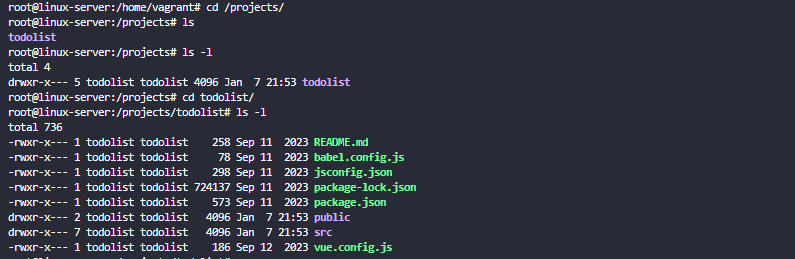 root@linux-server:/home/vagrant# cd /projects/
root@linux-server:/projects# ls
todolist
root@linux-server:/projects# ls -l
total 4
drwxr-x--- 5 todolist todolist 4096 Jan  7 21:53 todolist
root@linux-server:/projects# cd todolist/
root@linux-server:/projects/todolist# ls -l
total 736
-rwxr-x--- 1 todolist todolist    258 Sep 11  2023 README.md
-rwxr-x--- 1 todolist todolist     78 Sep 11  2023 babel.config.js
-rwxr-x--- 1 todolist todolist    298 Sep 11  2023 jsconfig.json
-rwxr-x--- 1 todolist todolist 724137 Sep 11  2023 package-lock.json
-rwxr-x--- 1 todolist todolist    573 Sep 11  2023 package.json
drwxr-x--- 2 todolist todolist   4096 Jan  7 21:53 public
drwxr-x--- 7 todolist todolist   4096 Jan  7 21:53 src
-rwxr-x--- 1 todolist todolist    186 Sep 12  2023 vue.config.js